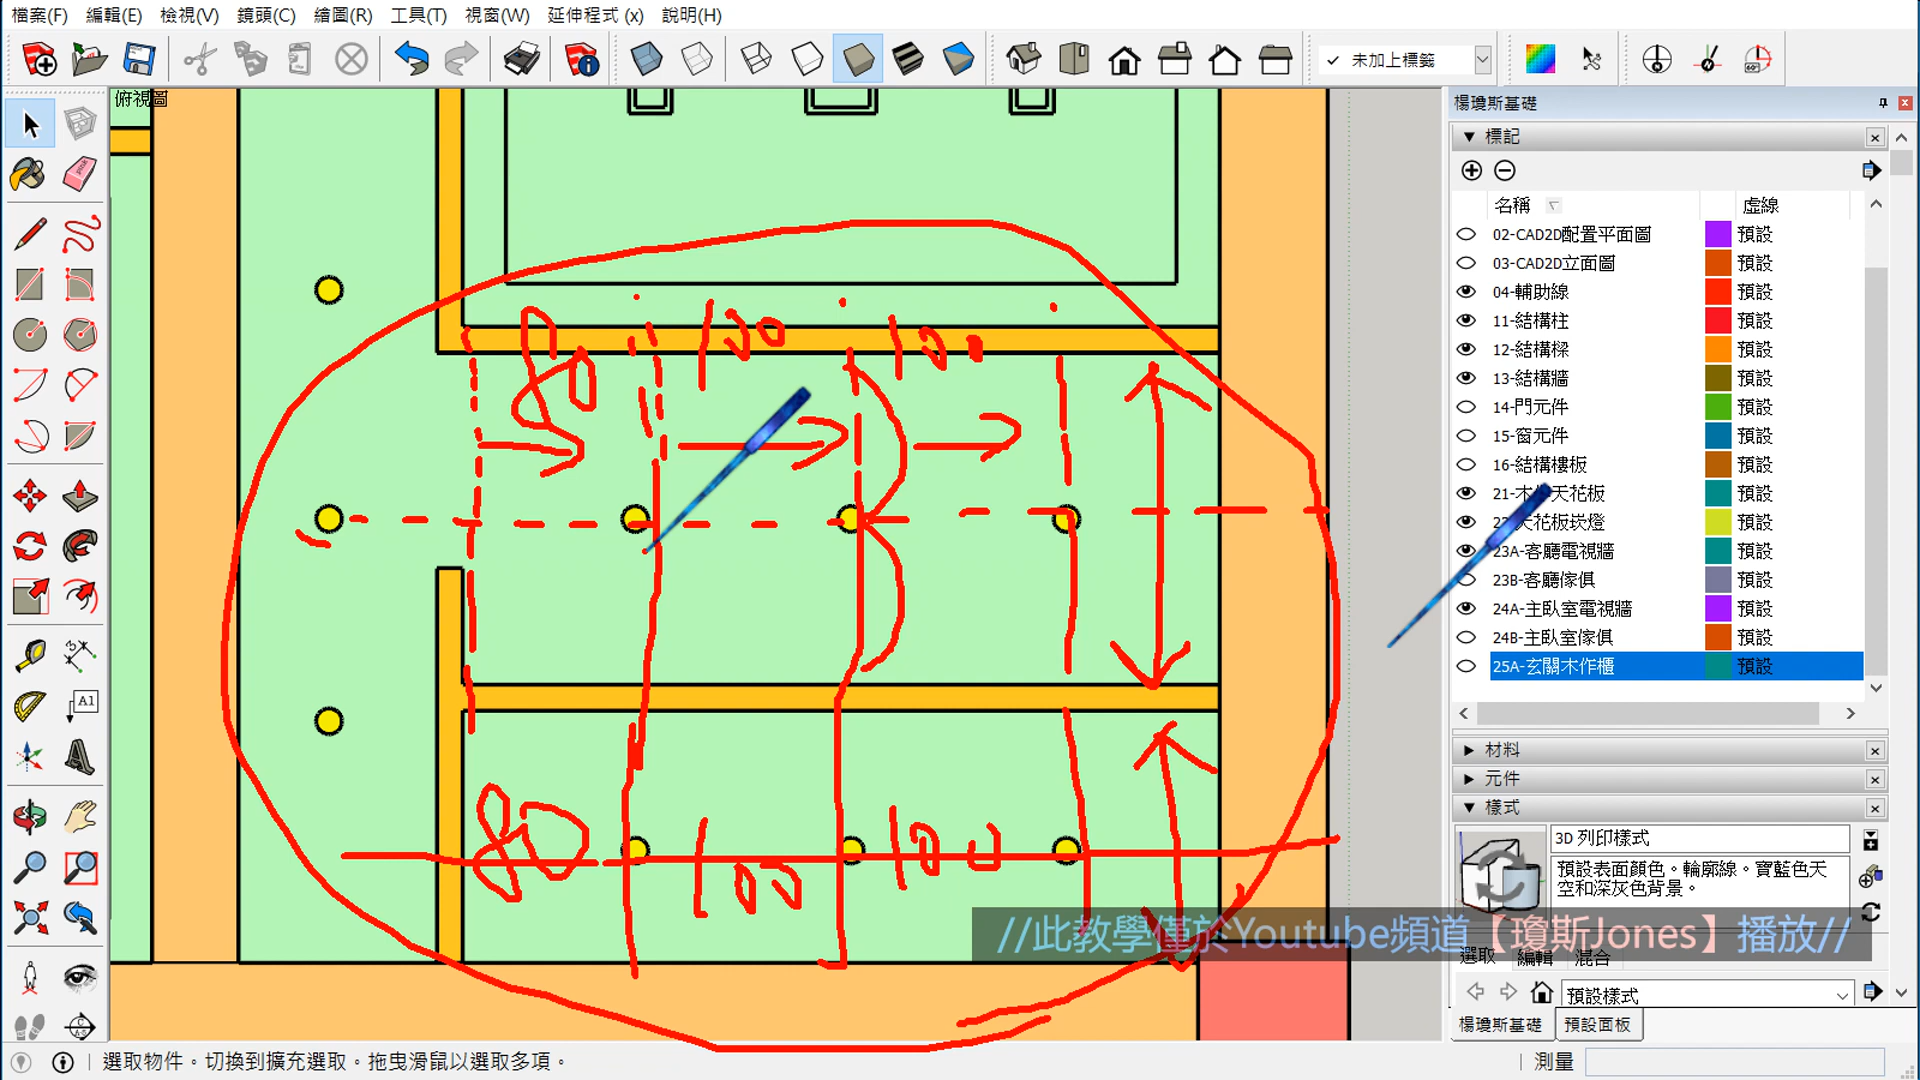 檔案(F) 編輯(E) 檢視(V) 鏡頭(C) 繪圖(R) 工具(T) 視窗(W) 延伸程式 (x) 說明(H)
未加上標籤
俯視圖
楊瓊斯基礎
標記
名稱 虛線
02-CAD2D配置平面圖 預設
03-CAD2D立面圖 預設
04-輔助線 預設
11-結構柱 預設
12-結構樑 預設
13-結構牆 預設
14-門元件 預設
15-窗元件 預設
16-結構樓板 預設
21-木作天花板 預設
22-天花板崁燈 預設
23A-客廳電視牆 預設
23B-客廳傢俱 預設
24A-主臥室電視牆 預設
24B-主臥室傢俱 預設
25A-玄關木作櫃 預設
80 100 100
80 100 100
材料
元件
樣式
3D 列印樣式
預設表面顏色。輪廓線。寶藍色天
空和深灰色背景。
//此教學僅於Youtube頻道【瓊斯Jones】播放//
選取 編輯 混合
預設樣式
楊瓊斯基礎 預設面板
選取物件。切換到擴充選取。拖曳滑鼠以選取多項。
測量